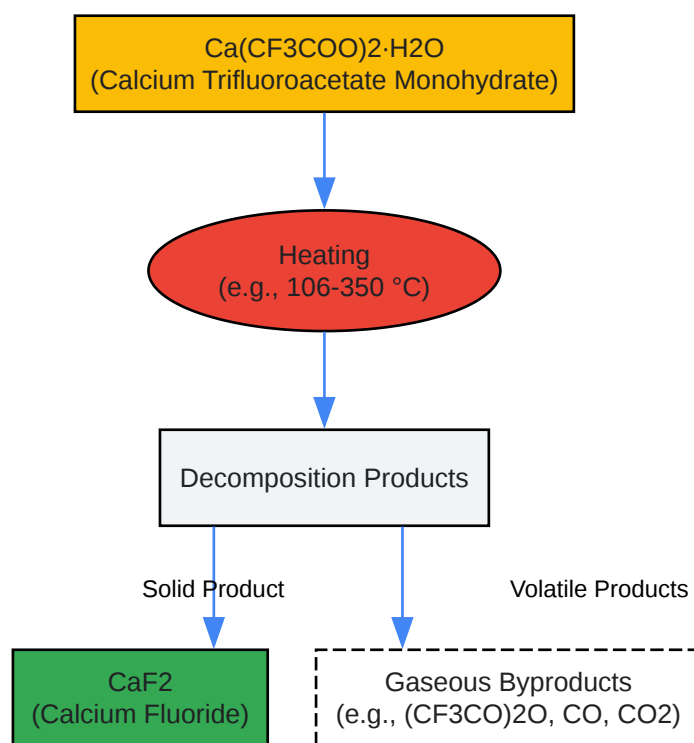 Ca(CF3COO)2·H2O
(Calcium Trifluoroacetate Monohydrate)
Heating
(e.g., 106-350 °C)
Decomposition Products
Solid Product
Volatile Products
CaF2
(Calcium Fluoride)
Gaseous Byproducts
(e.g., (CF3CO)2O, CO, CO2)